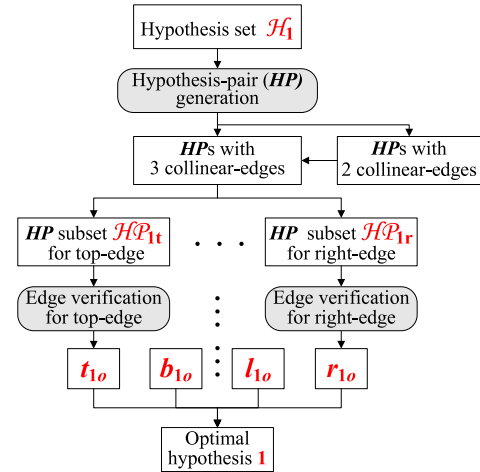 Hypothesis set ℋ1
Hypothesis-pair (HP)
generation
HPs with
3 collinear-edges
HPs with
2 collinear-edges
HP subset ℋ𝒫1t
for top-edge
. . .
HP subset ℋ𝒫1r
for right-edge
Edge verification
for top-edge
Edge verification
for right-edge
t1o
b1o
l1o
r1o
Optimal
hypothesis 1